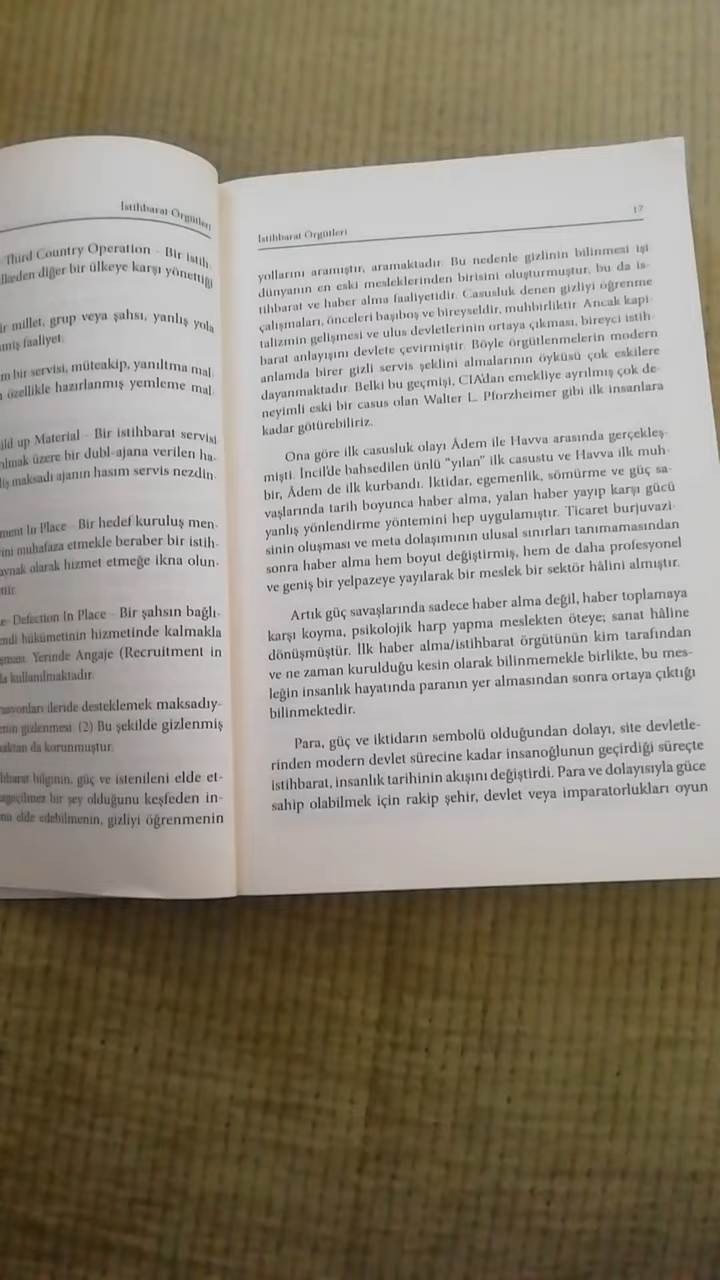 İstihbarat Örgütleri
Third Country Operation - Bir istih-
lkeden diğer bir ülkeye karşı yönettiği
ir millet, grup veya şahsı, yanlış yola
miş faaliyet.
m bir servisi, müteakip, yanıltma mal-
özellikle hazırlanmış yemleme mal-
ild up Material - Bir istihbarat servisi
lmak üzere bir dubl-ajana verilen ha-
liş maksadı ajanın hasım servis nezdin-
ment In Place - Bir hedef kuruluş men-
ini muhafaza etmekle beraber bir istih-
aynak olarak hizmet etmeğe ikna olun-
ttir.
e- Defection In Place - Bir şahsın bağlı-
endi hükümetinin hizmetinde kalmakla
şması. Yerinde Angaje (Recruitment in
la kullanılmaktadır.
asyonları ileride desteklemek maksadıy-
enin gizlenmesi. (2) Bu şekilde gizlenmiş
naktan da korunmuştur.
hbarat bilginin, güç ve istenileni elde et-
ageçilmez bir şey olduğunu keşfeden in-
nu elde edebilmenin, gizliyi öğrenmenin
İstihbarat Örgütleri 17
yollarını aramıştır, aramaktadır. Bu nedenle gizlinin bilinmesi işi
dünyanın en eski mesleklerinden birisini oluşturmuştur, bu da is-
tihbarat ve haber alma faaliyetidir. Casusluk denen gizliyi öğrenme
çalışmaları, önceleri başıboş ve bireyseldir, muhbirliktir. Ancak kapi-
talizmin gelişmesi ve ulus devletlerinin ortaya çıkması, bireyci istih-
barat anlayışını devlete çevirmiştir. Böyle örgütlenmelerin modern
anlamda birer gizli servis şeklini almalarının öyküsü çok eskilere
dayanmaktadır. Belki bu geçmişi, CIA'dan emekliye ayrılmış çok de-
neyimli eski bir casus olan Walter L. Pforzheimer gibi ilk insanlara
kadar götürebiliriz.
Ona göre ilk casusluk olayı Âdem ile Havva arasında gerçekleş-
mişti. İncil'de bahsedilen ünlü "yılan" ilk casustu ve Havva ilk muh-
bir, Âdem de ilk kurbandı. İktidar, egemenlik, sömürme ve güç sa-
vaşlarında tarih boyunca haber alma, yalan haber yayıp karşı gücü
yanlış yönlendirme yöntemini hep uygulamıştır. Ticaret burjuvazi-
sinin oluşması ve meta dolaşımının ulusal sınırları tanımamasından
sonra haber alma hem boyut değiştirmiş, hem de daha profesyonel
ve geniş bir yelpazeye yayılarak bir meslek bir sektör hâlini almıştır.
Artık güç savaşlarında sadece haber alma değil, haber toplamaya
karşı koyma, psikolojik harp yapma meslekten öteye; sanat hâline
dönüşmüştür. İlk haber alma/istihbarat örgütünün kim tarafından
ve ne zaman kurulduğu kesin olarak bilinmemekle birlikte, bu mes-
leğin insanlık hayatında paranın yer almasından sonra ortaya çıktığı
bilinmektedir.
Para, güç ve iktidarın sembolü olduğundan dolayı, site devletle-
rinden modern devlet sürecine kadar insanoğlunun geçirdiği süreçte
istihbarat, insanlık tarihinin akışını değiştirdi. Para ve dolayısıyla güce
sahip olabilmek için rakip şehir, devlet veya imparatorlukları oyun